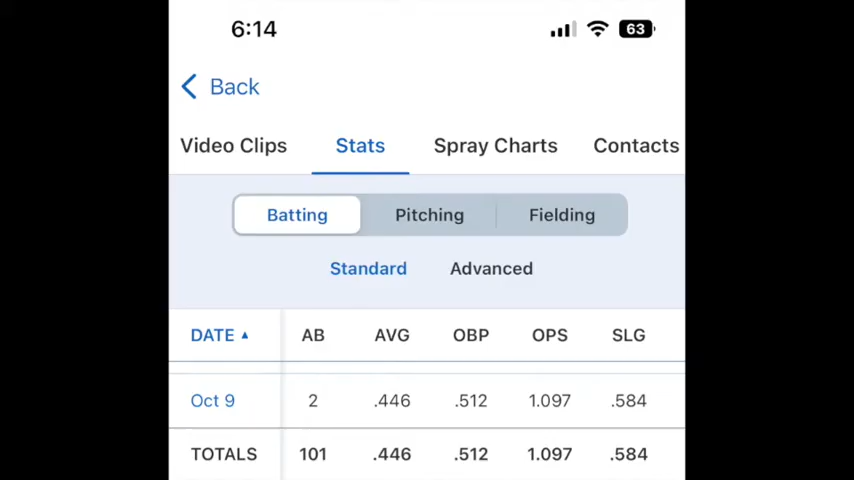 6:14 63
Back
Video Clips Stats Spray Charts Contacts
Batting Pitching Fielding
Standard Advanced
DATE ▲ AB AVG OBP OPS SLG
Oct 9 2 .446 .512 1.097 .584
TOTALS 101 .446 .512 1.097 .584